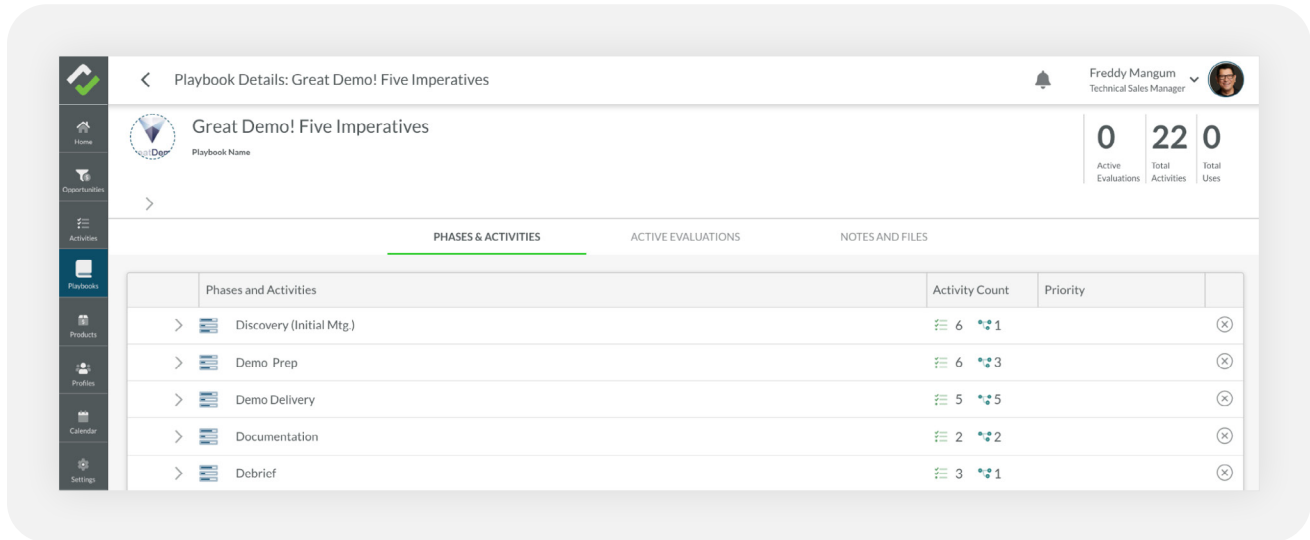 Playbook Details: Great Demo! Five Imperatives
Freddy Mangum
Technical Sales Manager
Home
Opportunities
Activities
Playbooks
Products
Profiles
Calendar
Settings
Great Demo! Five Imperatives
Playbook Name
0 22 0
Active Evaluations
Total Activities
Total Uses
PHASES & ACTIVITIES ACTIVE EVALUATIONS NOTES AND FILES
Phases and Activities Activity Count Priority
Discovery (Initial Mtg.) 6 1
Demo Prep 6 3
Demo Delivery 5 5
Documentation 2 2
Debrief 3 1